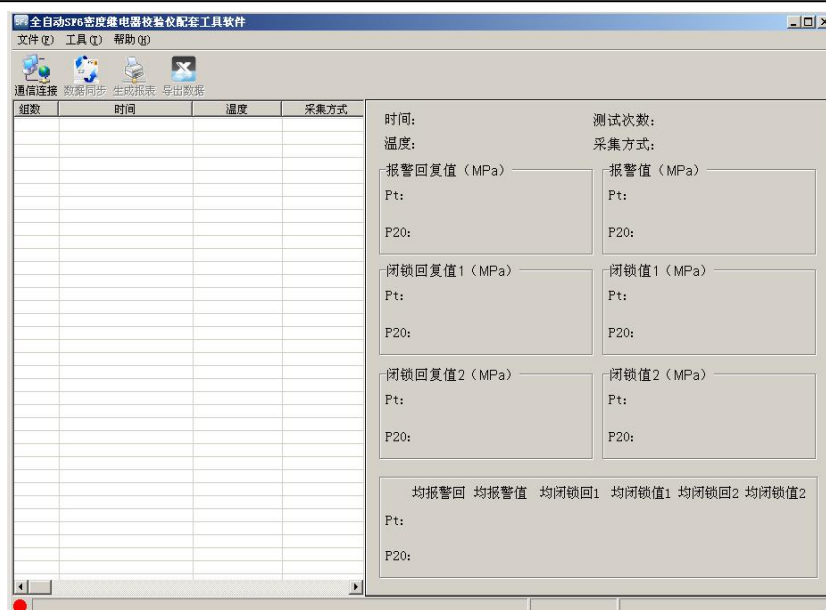 全自动SF6密度继电器校验仪配套工具软件
文件(F) 工具(T) 帮助(H)
通信连接 数据同步 生成报表 导出数据
组数 时间 温度 采集方式
时间: 测试次数:
温度: 采集方式:
报警回复值（MPa） 报警值（MPa）
Pt: Pt:
P20: P20:
闭锁回复值1（MPa） 闭锁值1（MPa）
Pt: Pt:
P20: P20:
闭锁回复值2（MPa） 闭锁值2（MPa）
Pt: Pt:
P20: P20:
均报警回 均报警值 均闭锁回1 均闭锁值1 均闭锁回2 均闭锁值2
Pt:
P20: